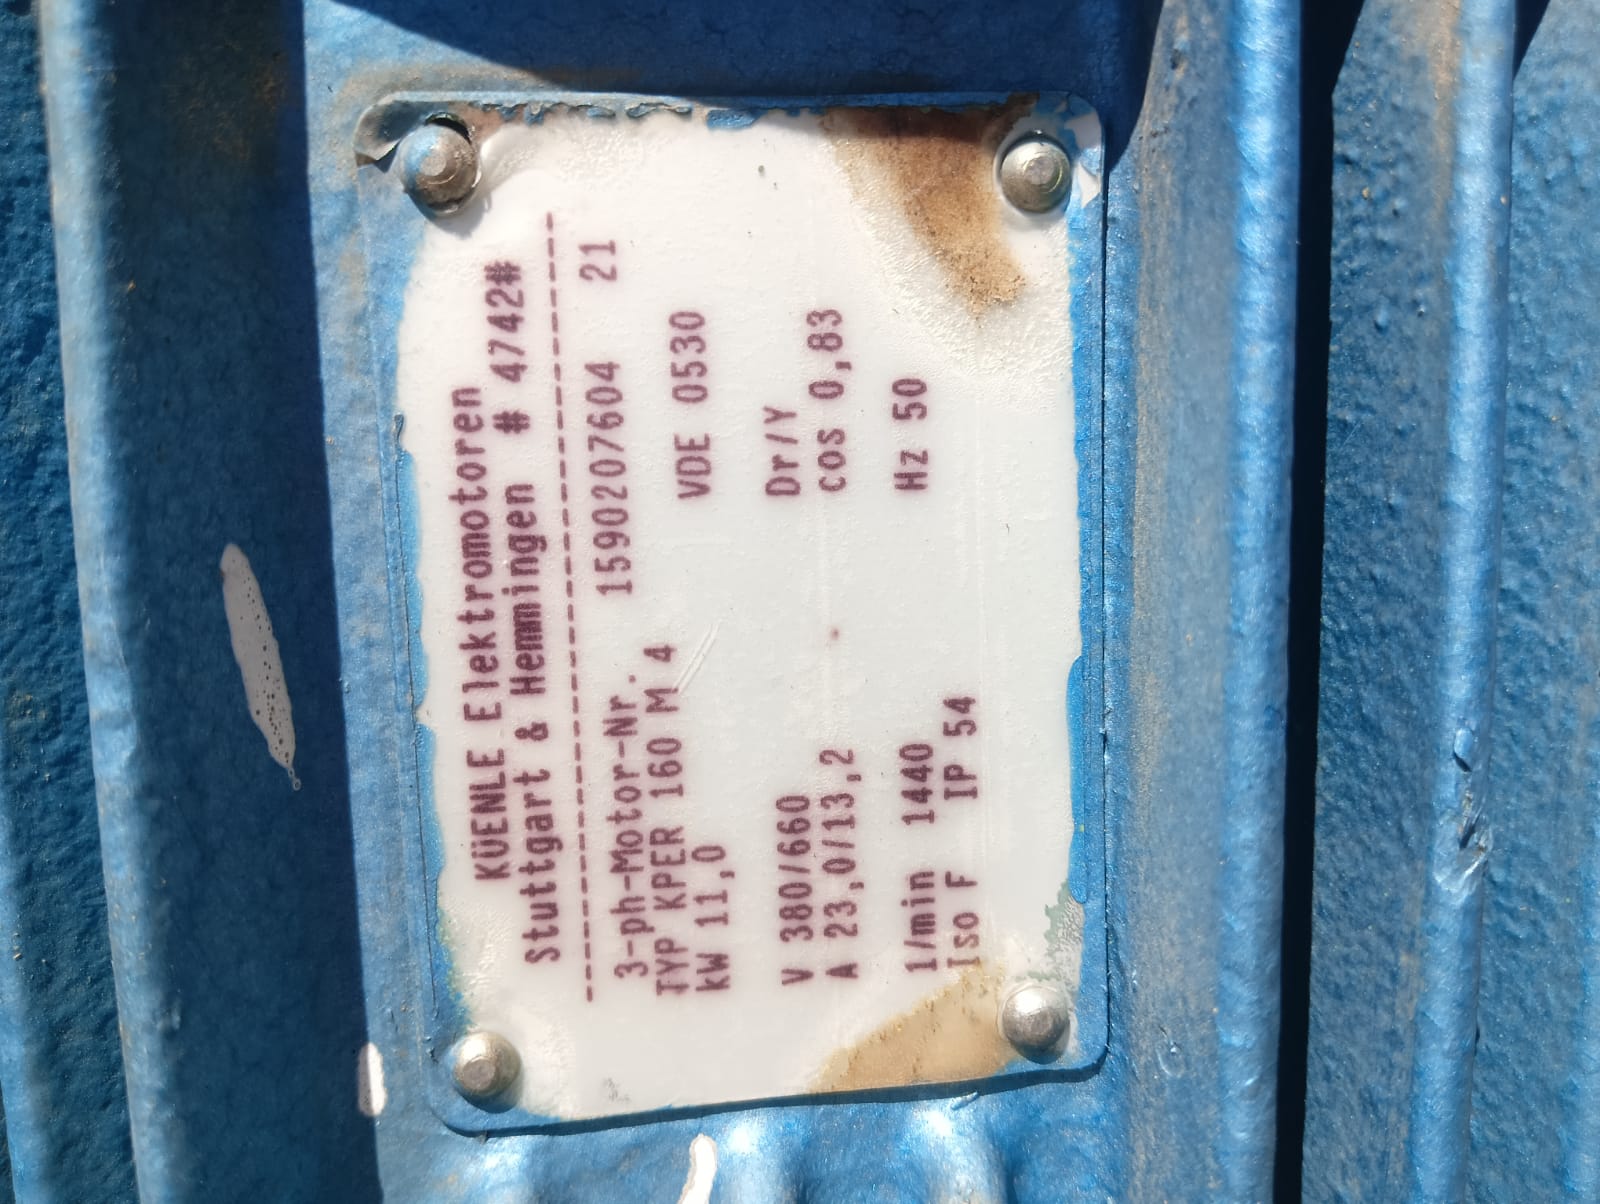 KÜENLE Elektromotoren
Stuttgart & Hemmingen # 4742#
--------------------------------------
3-ph-Motor-Nr. 1590207604 21
TYP KPER 160 M 4
kW 11,0 VDE 0530
V 380/660 Dr/Y
A 23,0/13,2 cos 0,83
1/min 1440 Hz 50
Iso F IP 54